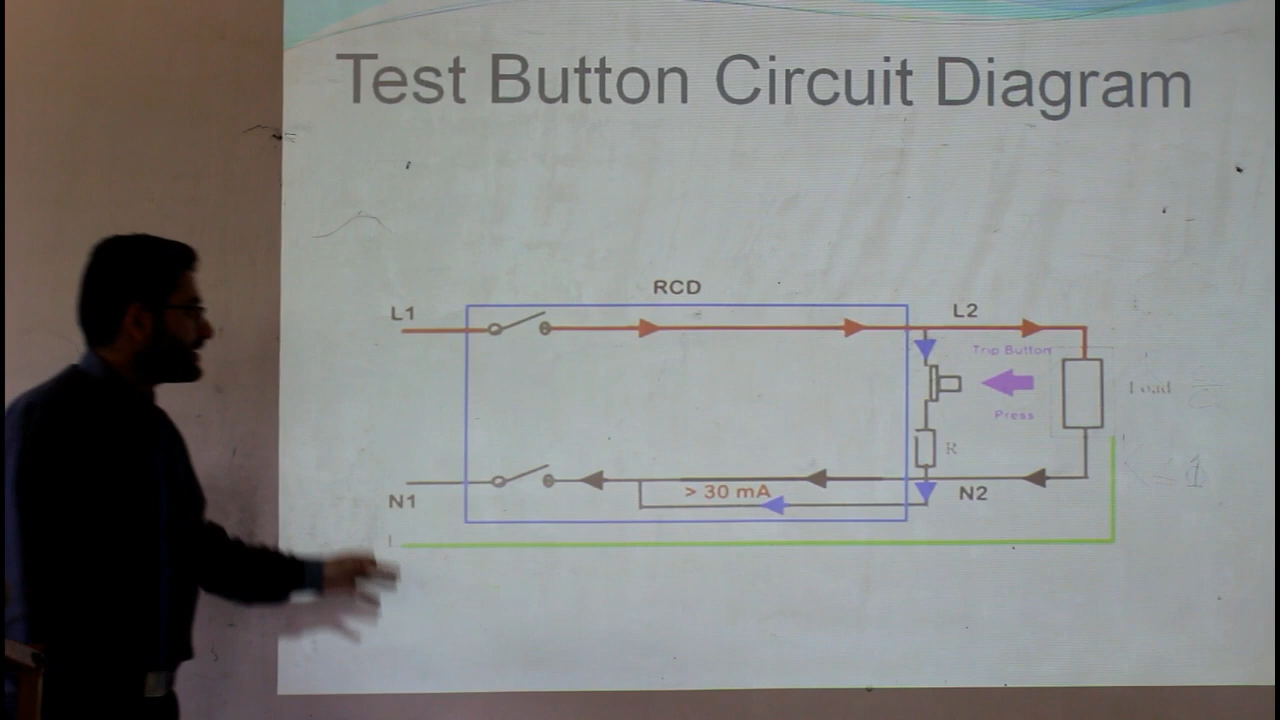 Test Button Circuit Diagram
RCD
L1
L2
Trip Button
Load
Press
R
> 30 mA
N1
N2